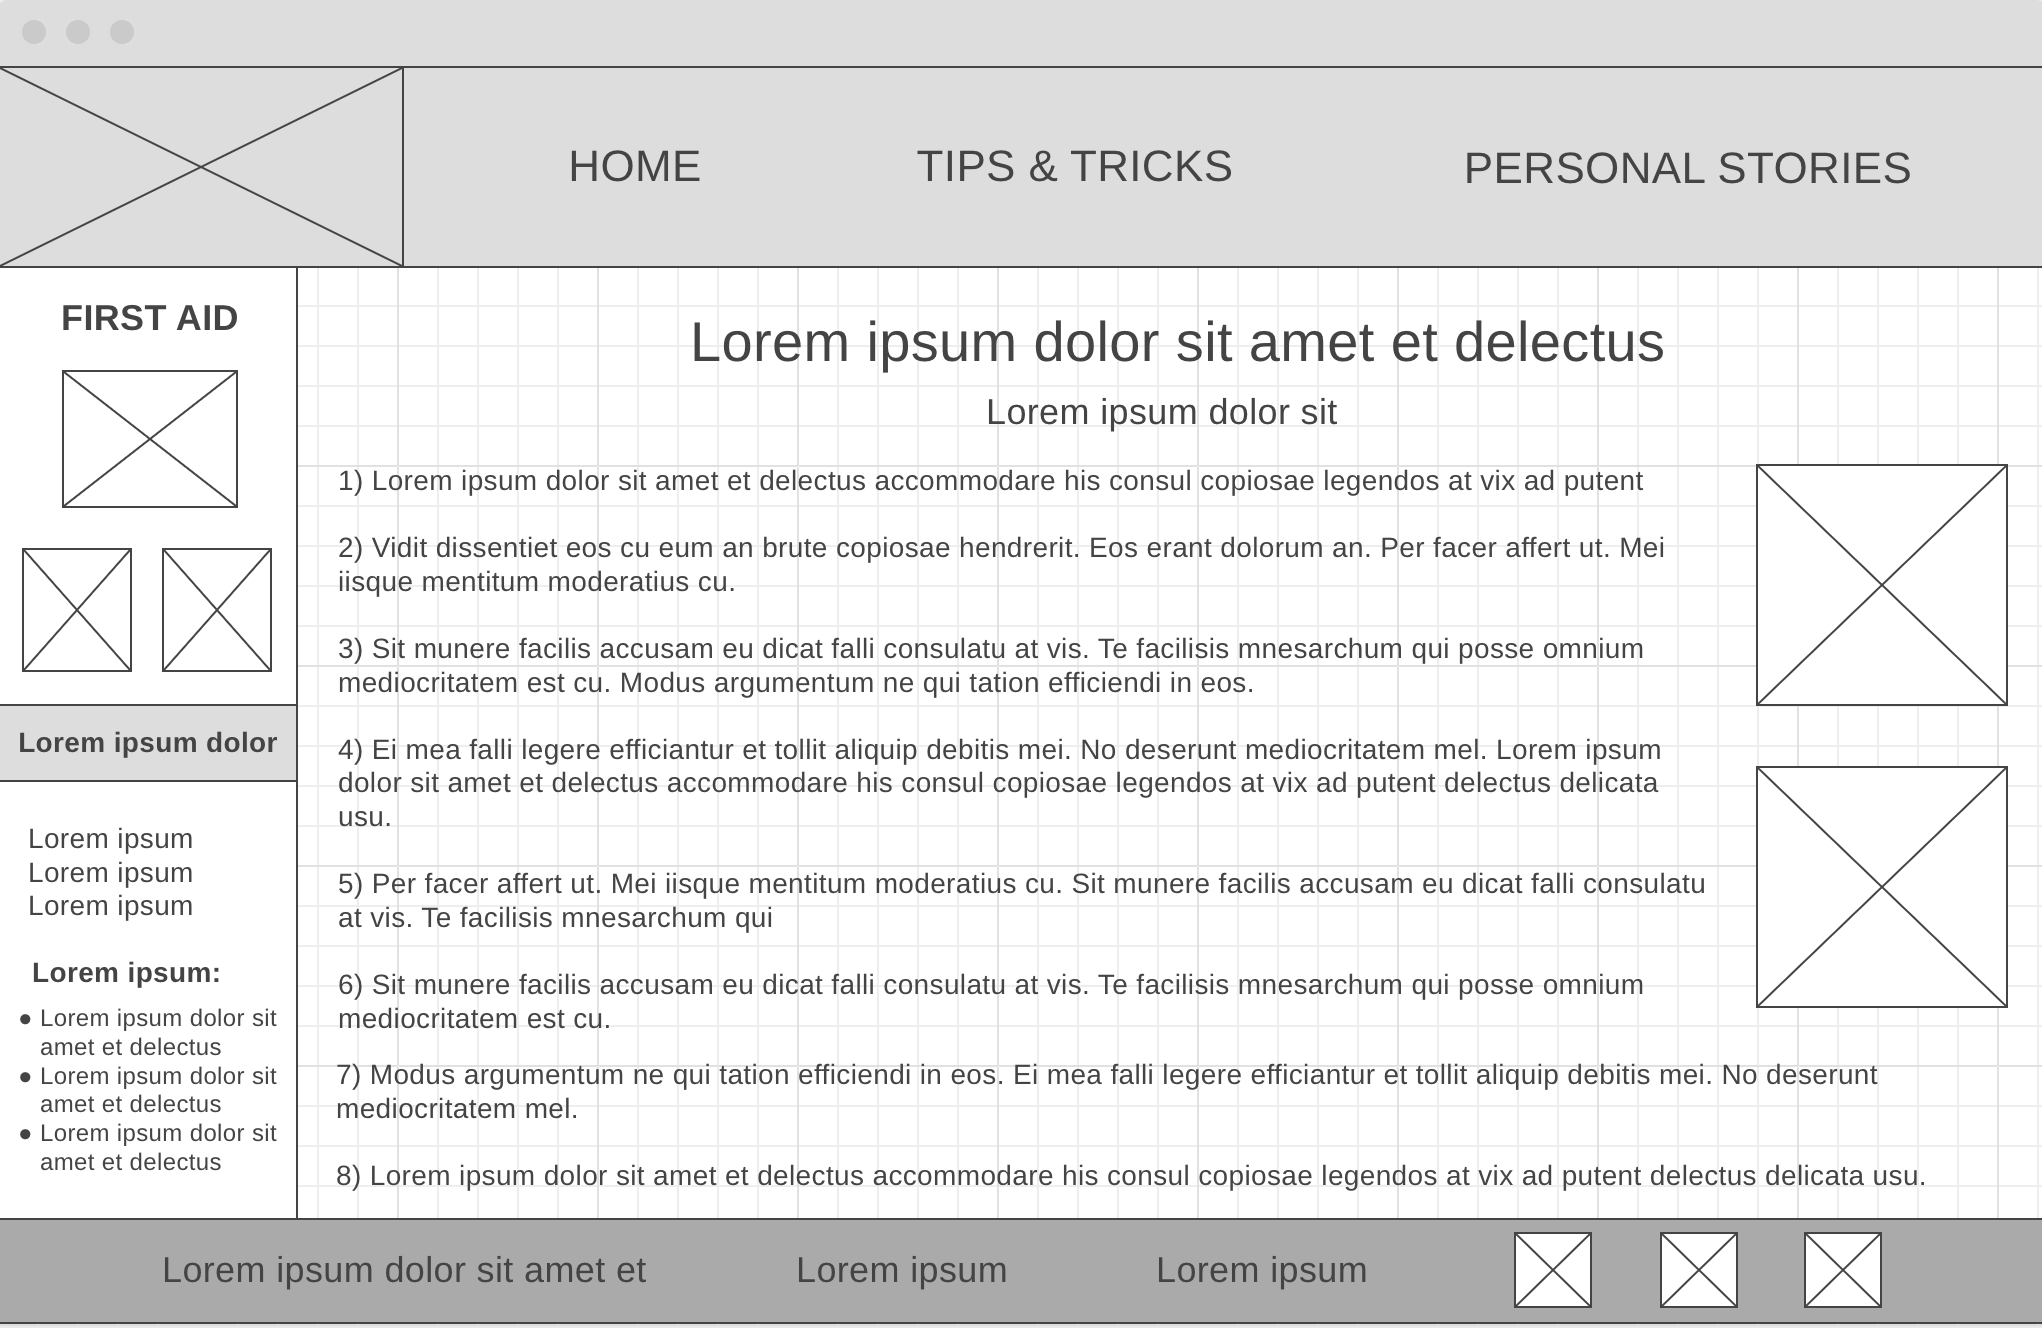 HOME
TIPS & TRICKS
PERSONAL STORIES
FIRST AID
Lorem ipsum dolor
Lorem ipsum
Lorem ipsum
Lorem ipsum
Lorem ipsum:
● Lorem ipsum dolor sit
amet et delectus
● Lorem ipsum dolor sit
amet et delectus
● Lorem ipsum dolor sit
amet et delectus
Lorem ipsum dolor sit amet et delectus
Lorem ipsum dolor sit
1) Lorem ipsum dolor sit amet et delectus accommodare his consul copiosae legendos at vix ad putent
2) Vidit dissentiet eos cu eum an brute copiosae hendrerit. Eos erant dolorum an. Per facer affert ut. Mei
iisque mentitum moderatius cu.
3) Sit munere facilis accusam eu dicat falli consulatu at vis. Te facilisis mnesarchum qui posse omnium
mediocritatem est cu. Modus argumentum ne qui tation efficiendi in eos.
4) Ei mea falli legere efficiantur et tollit aliquip debitis mei. No deserunt mediocritatem mel. Lorem ipsum
dolor sit amet et delectus accommodare his consul copiosae legendos at vix ad putent delectus delicata
usu.
5) Per facer affert ut. Mei iisque mentitum moderatius cu. Sit munere facilis accusam eu dicat falli consulatu
at vis. Te facilisis mnesarchum qui
6) Sit munere facilis accusam eu dicat falli consulatu at vis. Te facilisis mnesarchum qui posse omnium
mediocritatem est cu.
7) Modus argumentum ne qui tation efficiendi in eos. Ei mea falli legere efficiantur et tollit aliquip debitis mei. No deserunt
mediocritatem mel.
8) Lorem ipsum dolor sit amet et delectus accommodare his consul copiosae legendos at vix ad putent delectus delicata usu.
Lorem ipsum dolor sit amet et
Lorem ipsum
Lorem ipsum